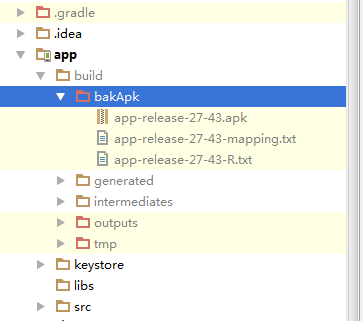 .gradle
.idea
app
build
bakApk
app-release-27-43.apk
app-release-27-43-mapping.txt
app-release-27-43-R.txt
generated
intermediates
outputs
tmp
keystore
libs
src